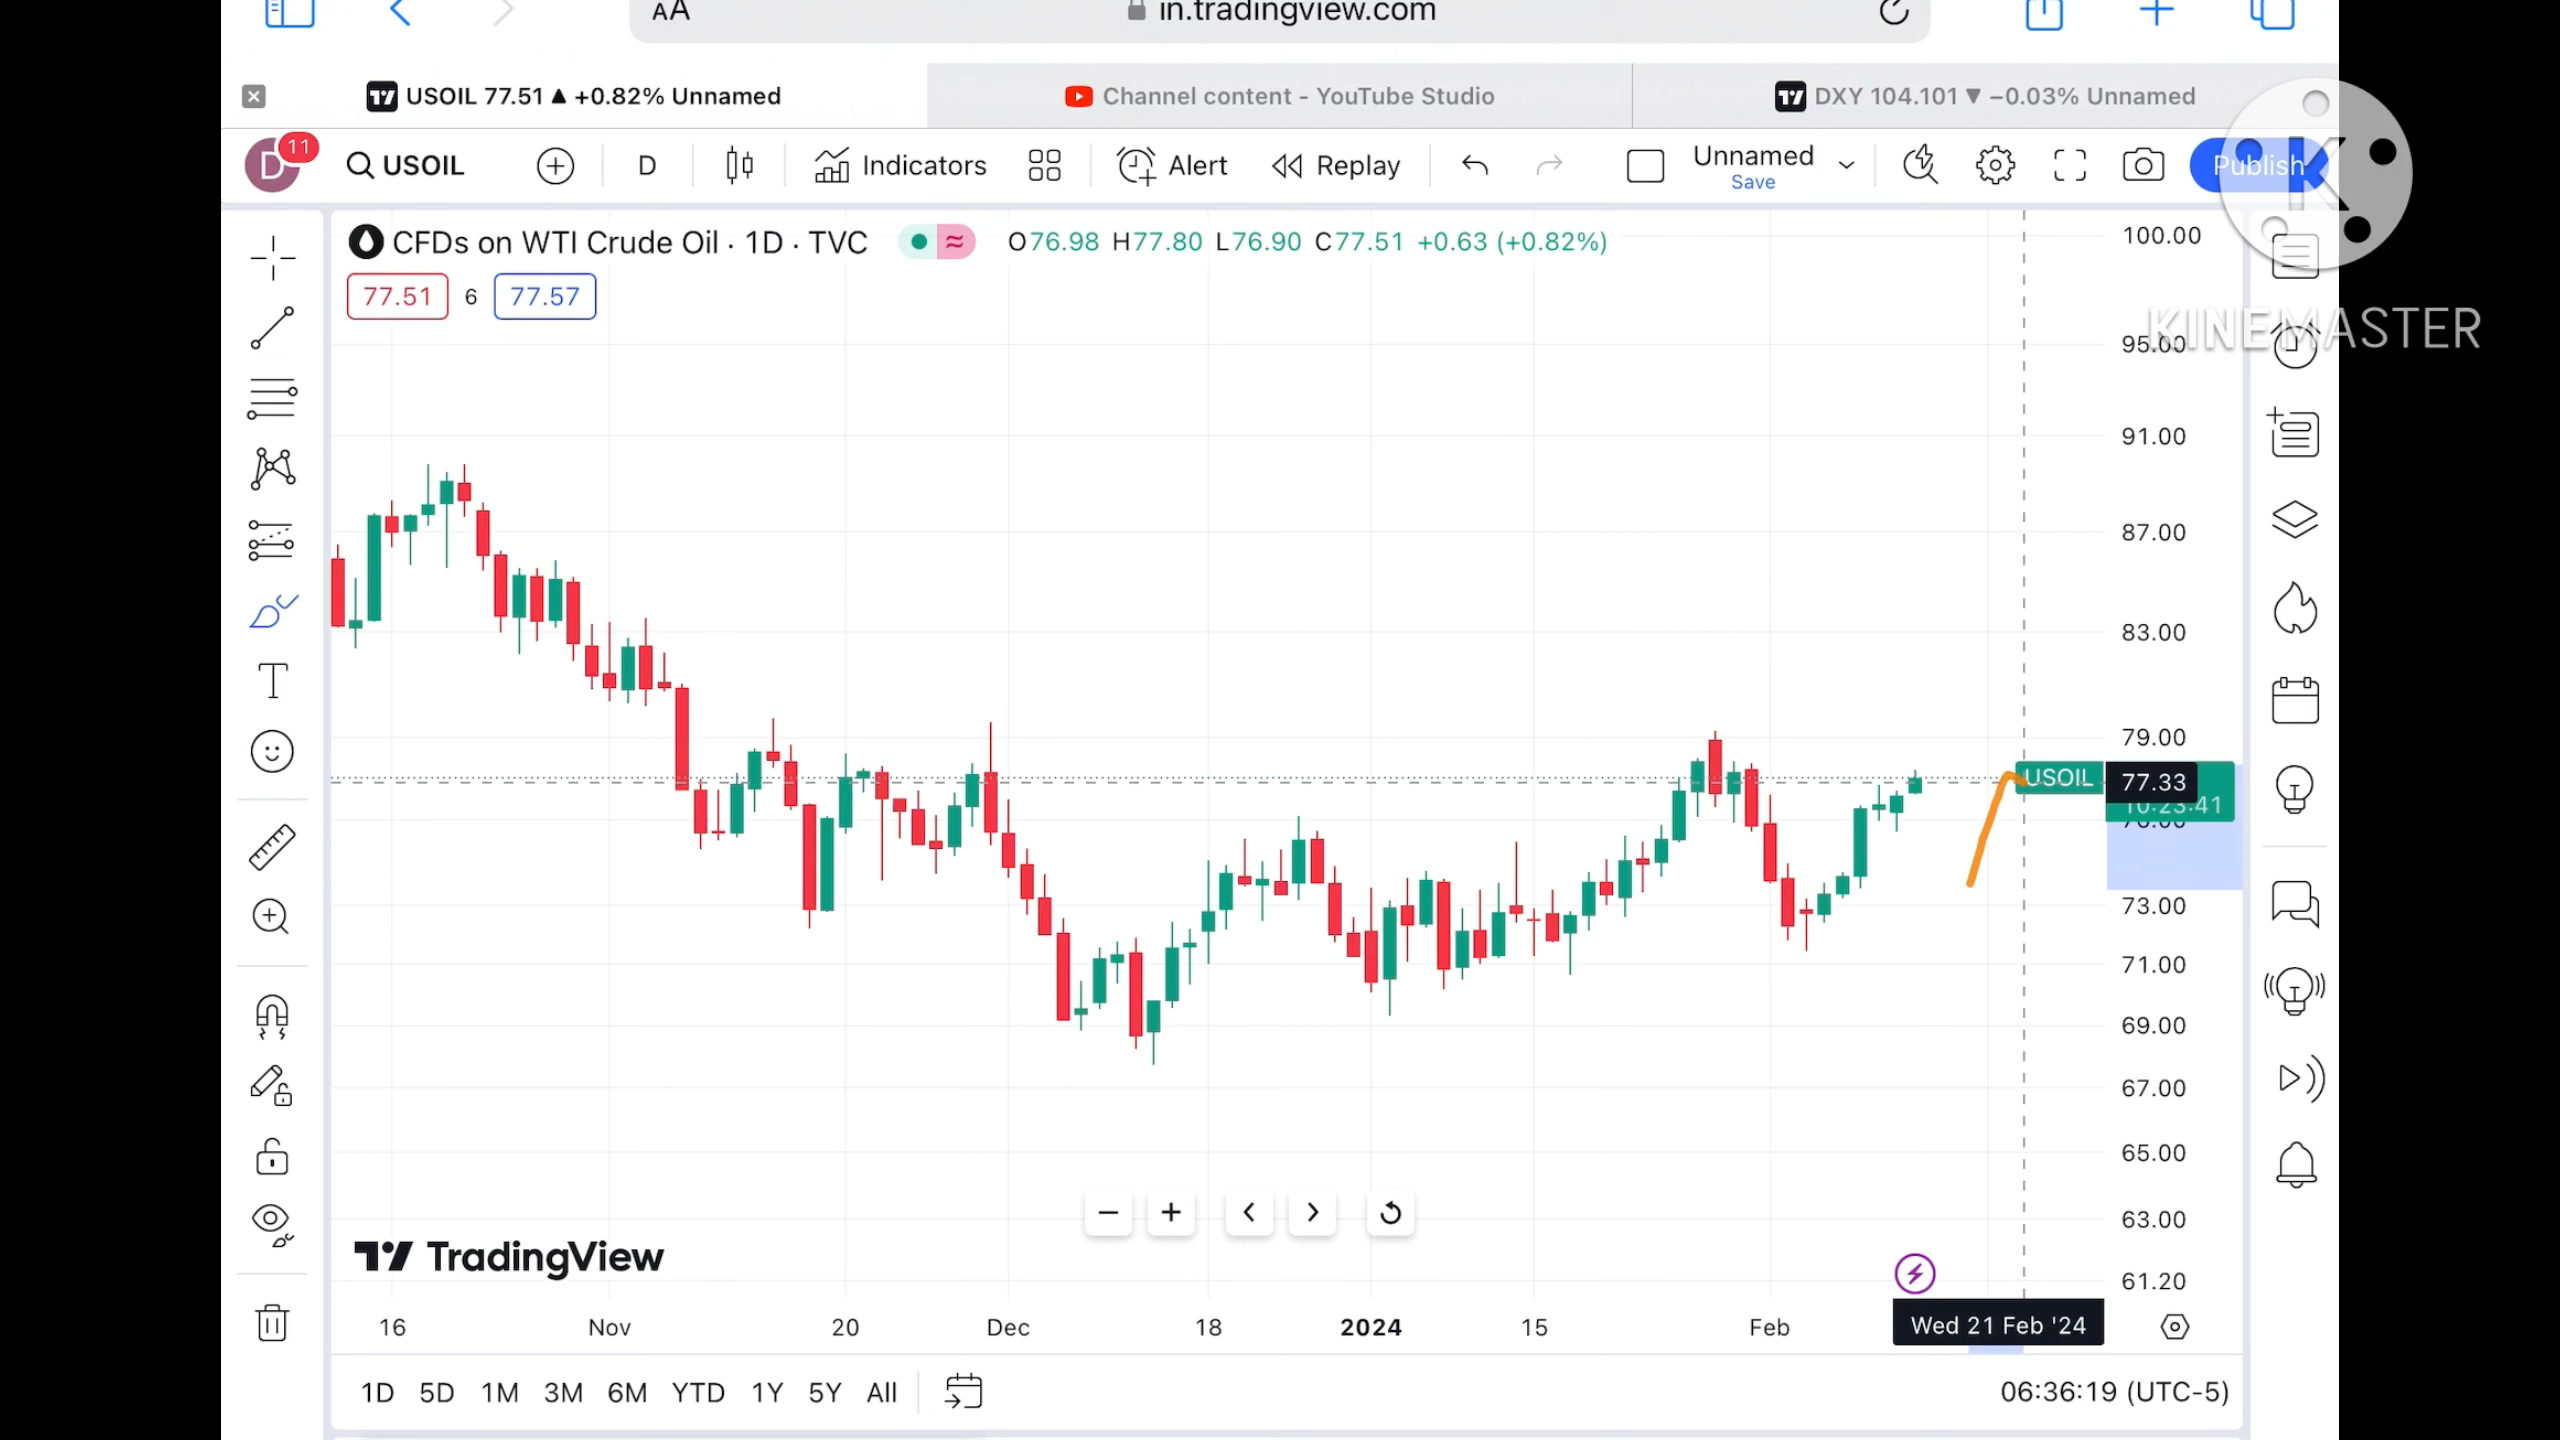 AA in.tradingview.com
USOIL 77.51 ▲ +0.82% Unnamed
Channel content - YouTube Studio
DXY 104.101 ▼ −0.03% Unnamed
D 11 USOIL D Indicators Alert Replay Unnamed Save Publish
CFDs on WTI Crude Oil · 1D · TVC O76.98 H77.80 L76.90 C77.51 +0.63 (+0.82%)
77.51 6 77.57
K
KINEMASTER
100.00
95.00
91.00
87.00
83.00
79.00
USOIL 77.33
10:23:41
76.00
73.00
71.00
69.00
67.00
65.00
63.00
61.20
TradingView
16 Nov 20 Dec 18 2024 15 Feb Wed 21 Feb '24
1D 5D 1M 3M 6M YTD 1Y 5Y All 06:36:19 (UTC-5)